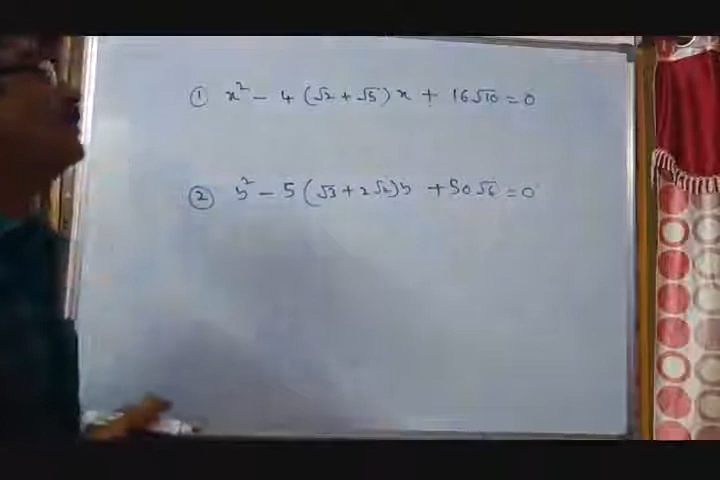 ① x² - 4 (√2 + √5) x + 16√10 = 0
② y² - 5 (√3 + 2√2) y + 50√6 = 0